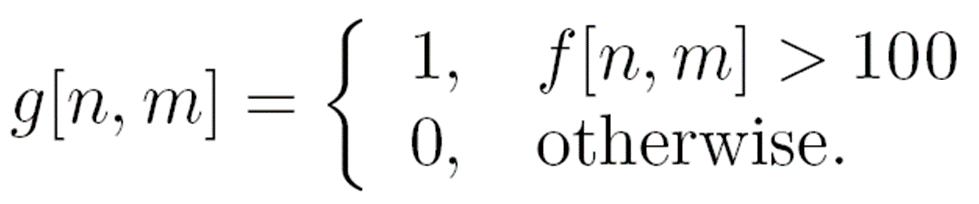 g[n, m] = { 1, f[n, m] > 100
0, otherwise.